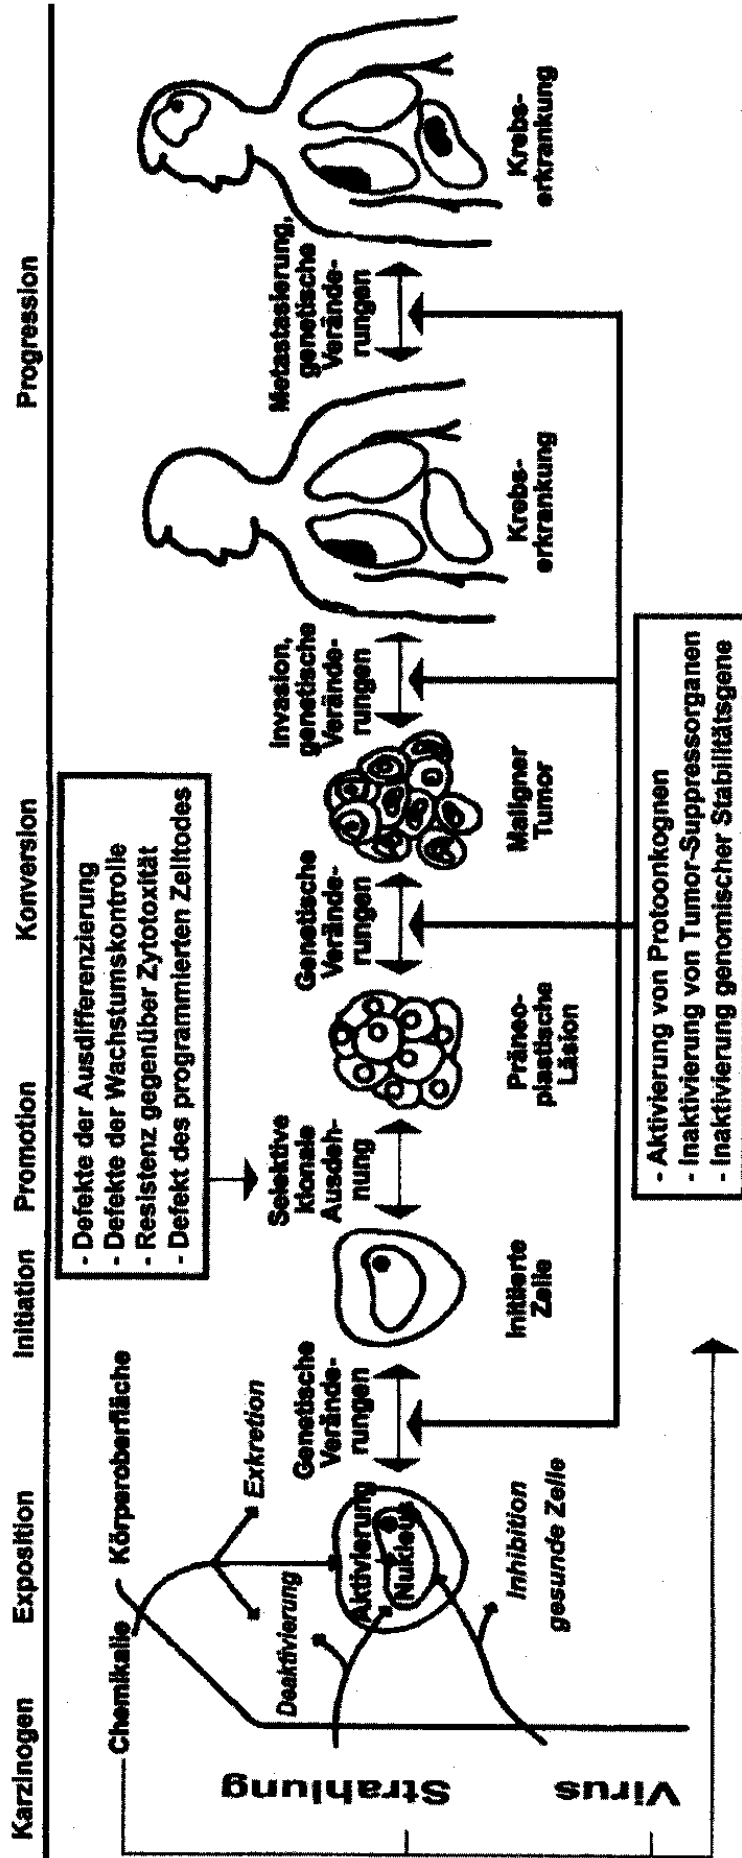 Karzinogen Exposition Initiation Promotion Konversion Progression
Chemikalie
Körperoberfläche
Exkretion
Deaktivierung
Strahlung
Virus
Aktivierung
Nukleus
Inhibition
gesunde Zelle
- Defekte der Ausdifferenzierung
- Defekte der Wachstumskontrolle
- Resistenz gegenüber Zytotoxität
- Defekt des programmierten Zelltodes
Genetische
Verände-
rungen
Initiierte
Zelle
Selektive
klonale
Ausdeh-
nung
Präneo-
plastische
Läsion
Genetische
Verände-
rungen
Maligner
Tumor
Invasion,
genetische
Verände-
rungen
Krebs-
erkrankung
Metastasierung,
genetische
Verände-
rungen
Krebs-
erkrankung
- Aktivierung von Protoonkognen
- Inaktivierung von Tumor-Suppressorganen
- Inaktivierung genomischer Stabilitätsgene